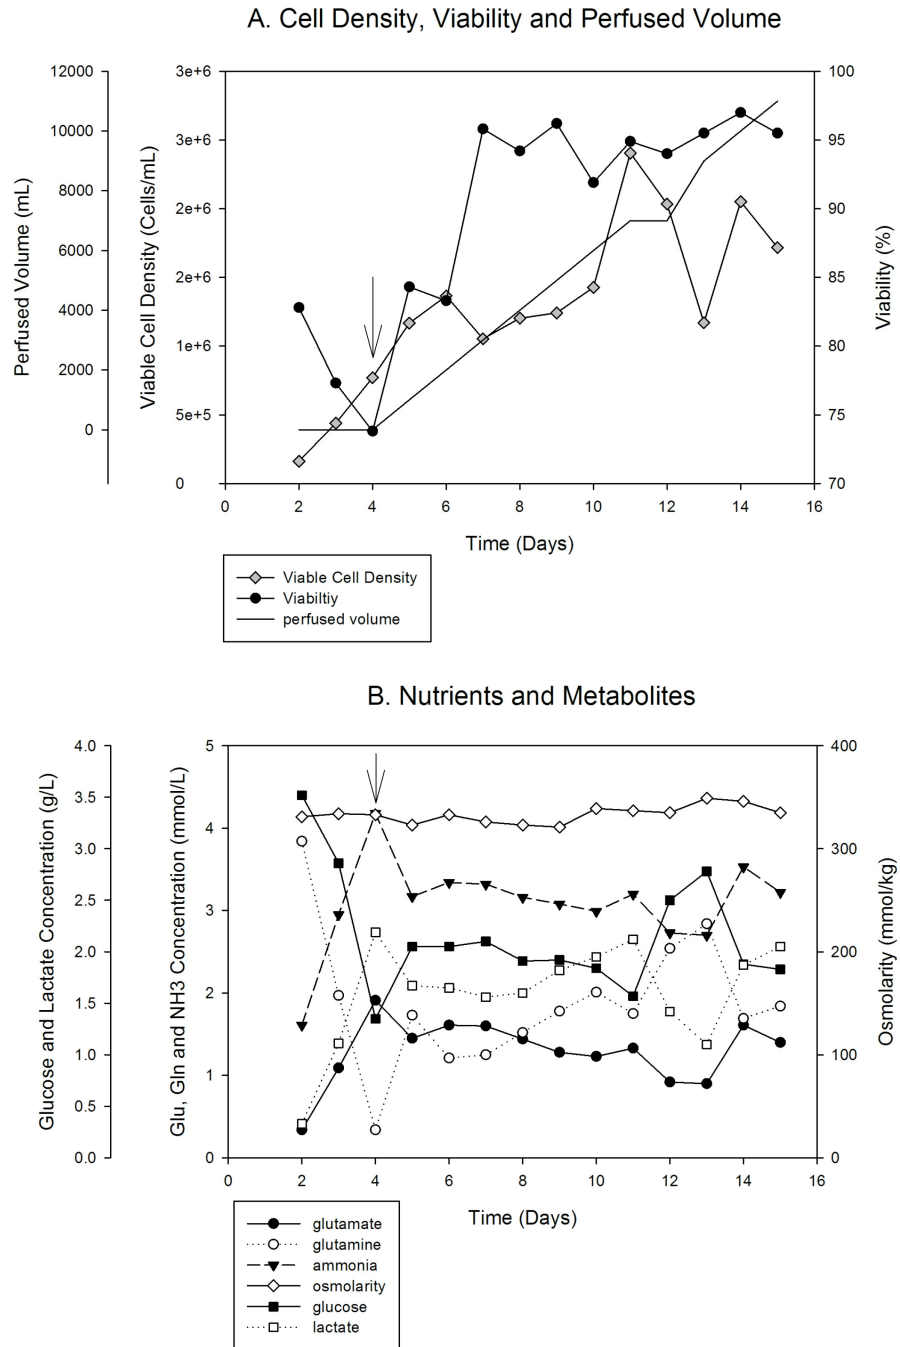 A. Cell Density, Viability and Perfused Volume
12000
10000
8000
6000
4000
2000
0
Perfused Volume (mL)
3e+6
3e+6
2e+6
2e+6
1e+6
5e+5
0
Viable Cell Density (Cells/mL)
100
95
90
85
80
75
70
Viability (%)
0 2 4 6 8 10 12 14 16
Time (Days)
Viable Cell Density
Viabiltiy
perfused volume
B. Nutrients and Metabolites
4.0
3.5
3.0
2.5
2.0
1.5
1.0
0.5
0.0
Glucose and Lactate Concentration (g/L)
5
4
3
2
1
0
Glu, Gln and NH3 Concentration (mmol/L)
400
300
200
100
0
Osmolarity (mmol/kg)
0 2 4 6 8 10 12 14 16
Time (Days)
glutamate
glutamine
ammonia
osmolarity
glucose
lactate